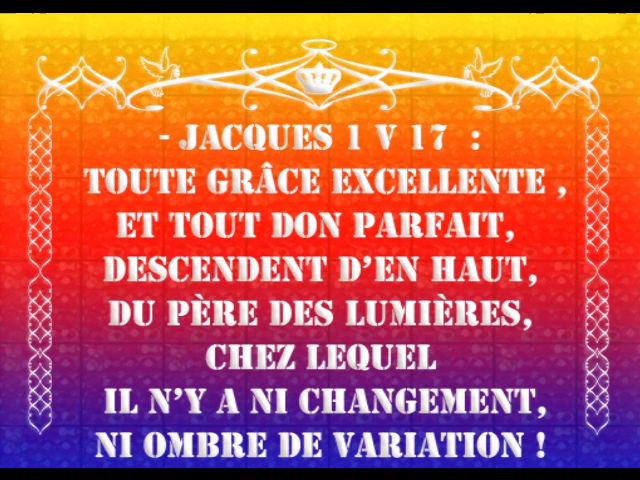 - JACQUES 1 V 17 :
TOUTE GRÂCE EXCELLENTE ,
ET TOUT DON PARFAIT,
DESCENDENT D'EN HAUT,
DU PÈRE DES LUMIÈRES,
CHEZ LEQUEL
IL N'Y A NI CHANGEMENT,
NI OMBRE DE VARIATION !